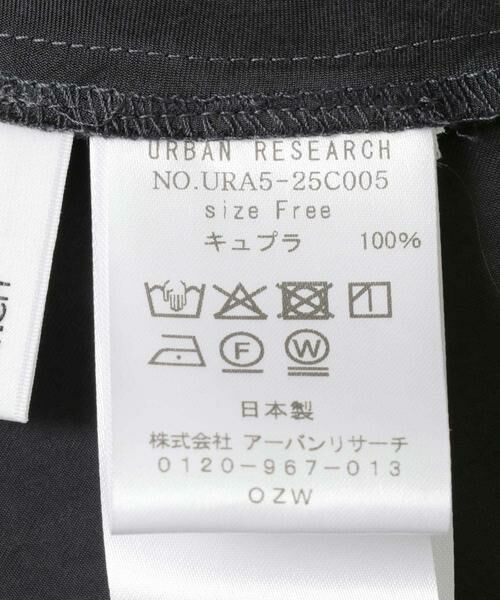 URBAN RESEARCH
NO.URA5-25C005
size Free
キュプラ 100%
F W
日本製
株式会社 アーバンリサーチ
0120-967-013
OZW